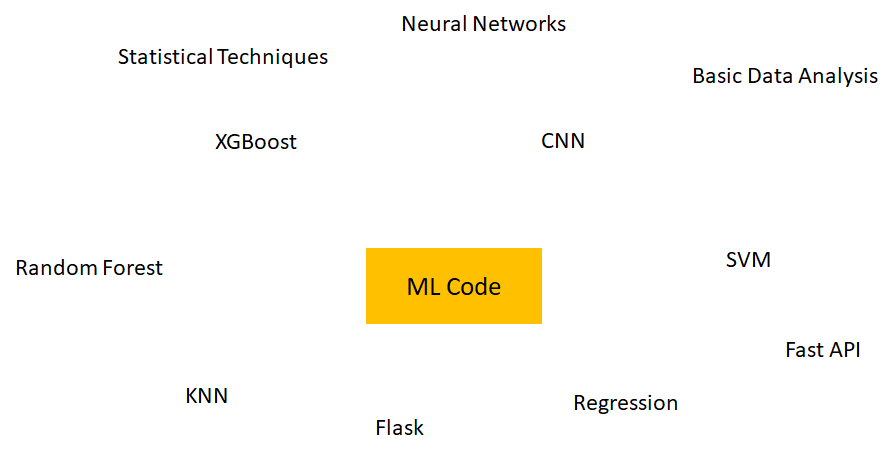 Neural Networks
Statistical Techniques
Basic Data Analysis
XGBoost
CNN
Random Forest
SVM
ML Code
Fast API
KNN
Regression
Flask